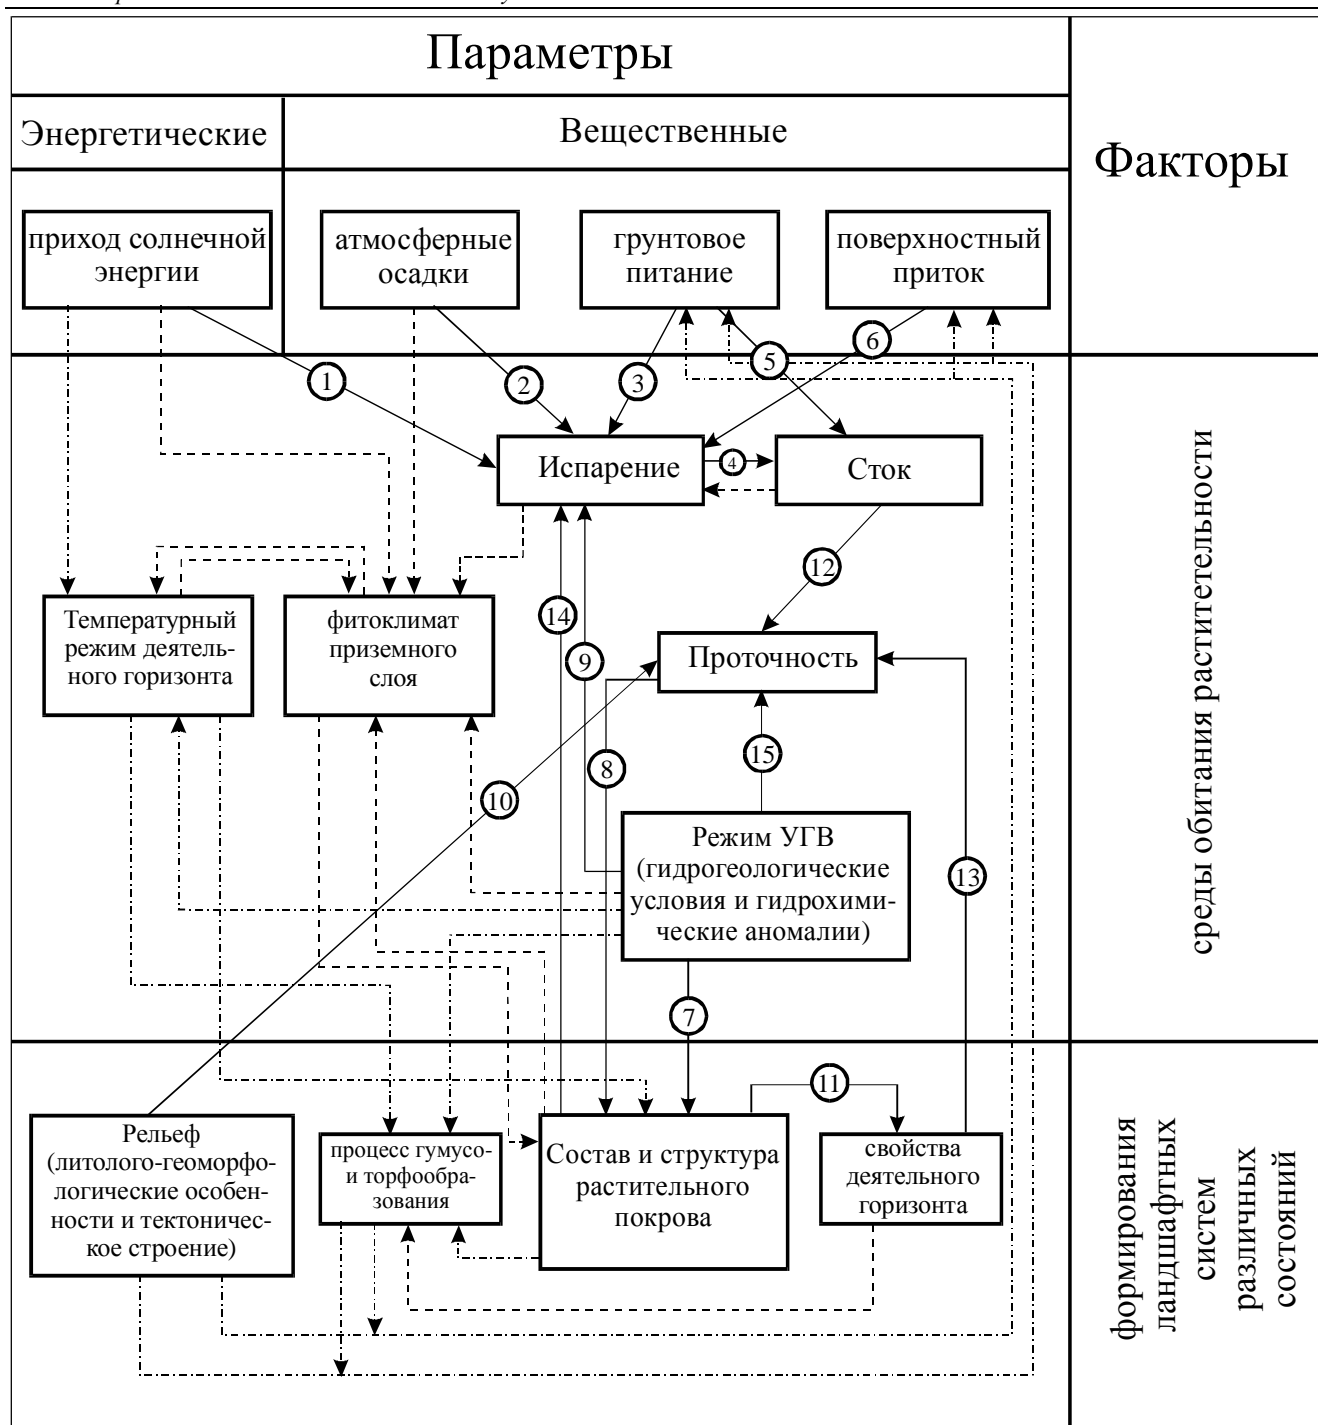 Параметры
Энергетические
Вещественные
Факторы
приход солнечной
энергии
атмосферные
осадки
грунтовое
питание
поверхностный
приток
1
2
3
5
6
Испарение
4
Сток
12
Температурный
режим деятель-
ного горизонта
фитоклимат
приземного
слоя
14
9
Проточность
8
15
10
Режим УГВ
(гидрогеологические
условия и гидрохими-
ческие аномалии)
13
7
среды обитания растительности
11
Рельеф
(литолого-геоморфо-
логические особен-
ности и тектоничес-
кое строение)
процесс гумусо-
и торфообра-
зования
Состав и структура
растительного
покрова
свойства
деятельного
горизонта
формирования
ландшафтных
систем
различных
состояний